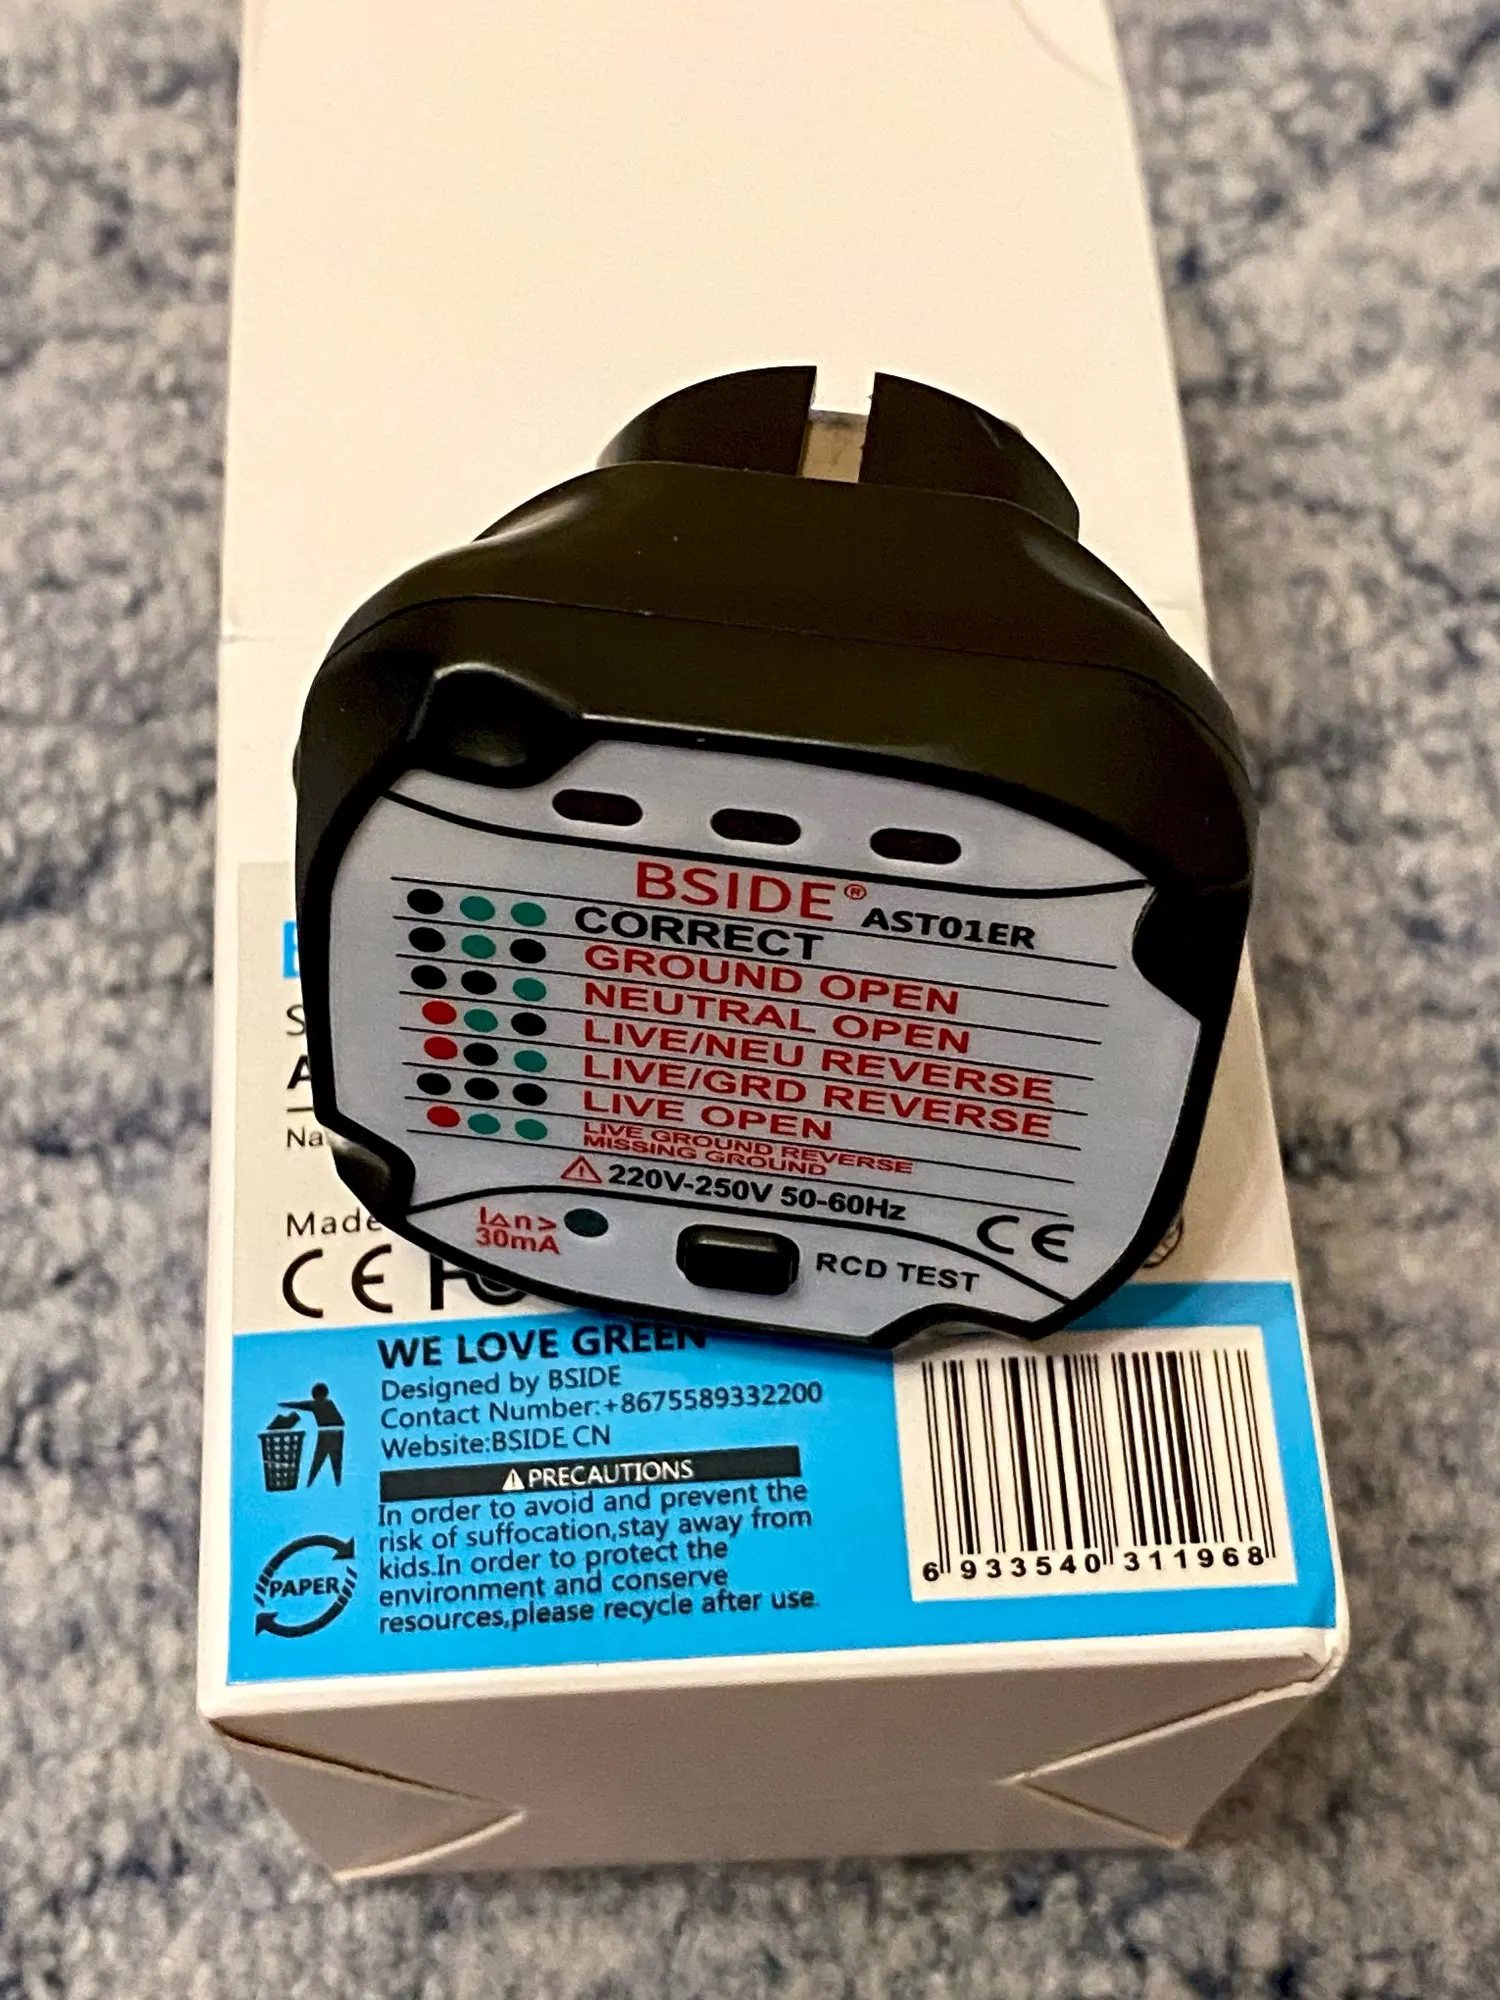 BSIDE® AST01ER
CORRECT
GROUND OPEN
NEUTRAL OPEN
LIVE/NEU REVERSE
LIVE/GRD REVERSE
LIVE OPEN
LIVE GROUND REVERSE
MISSING GROUND
220V-250V 50-60Hz
I△n>
30mA
CE
RCD TEST
Made
CE
WE LOVE GREEN
Designed by BSIDE
Contact Number:+8675589332200
Website:BSIDE.CN
PRECAUTIONS
In order to avoid and prevent the
risk of suffocation,stay away from
kids.In order to protect the
environment and conserve
resources,please recycle after use.
PAPER
6 933540 311968